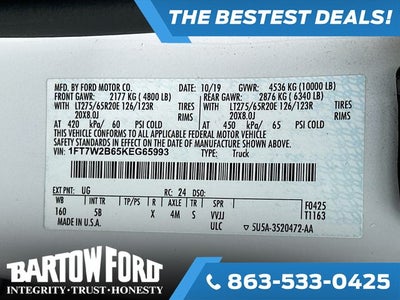 THE BIGGEST DEALS!
MFD. BY FORD MOTOR CO. 10/19 GVWR: 4536 KG (10000 LB)
FRONT GAWR: 2177 KG ( 4800 LB) REAR GAWR: 2876 KG ( 6340 LB)
WITH LT275/65R20E 126/123R TIRES WITH LT275/65R20E 126/123R TIRES
20X8.0J RIMS 20X8.0J RIMS
AT 420 kPa/ 60 PSI COLD AT 450 kPa/ 65 PSI COLD
THIS VEHICLE CONFORMS TO ALL APPLICABLE FEDERAL MOTOR VEHICLE
SAFETY STANDARDS IN EFFECT ON THE DATE OF MANUFACTURE SHOWN ABOVE.
VIN: 1FT7W2B65KEG65993 TYPE: Truck
EXT PNT: UG RC: 24 DSO: F0425
WB INT TR TP/PS R AXLE TR SPR T1163
160 5B X 4M S VVJJ
MADE IN U.S.A. ULC 5U5A-3520472-AA
BARTOW FORD
INTEGRITY·TRUST·HONESTY
863-533-0425